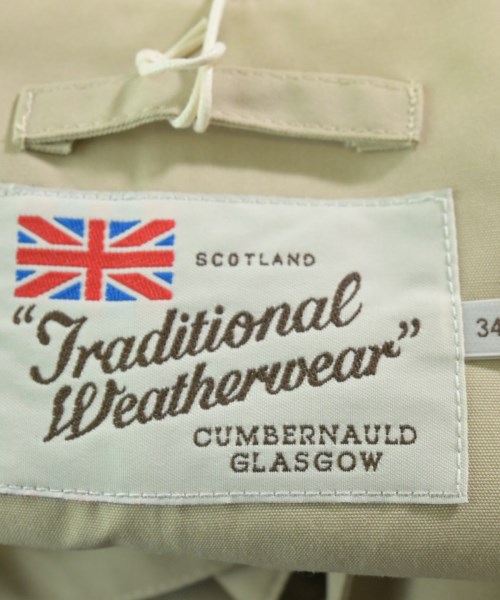 SCOTLAND
"Traditional
Weatherwear"
CUMBERNAULD
GLASGOW
34